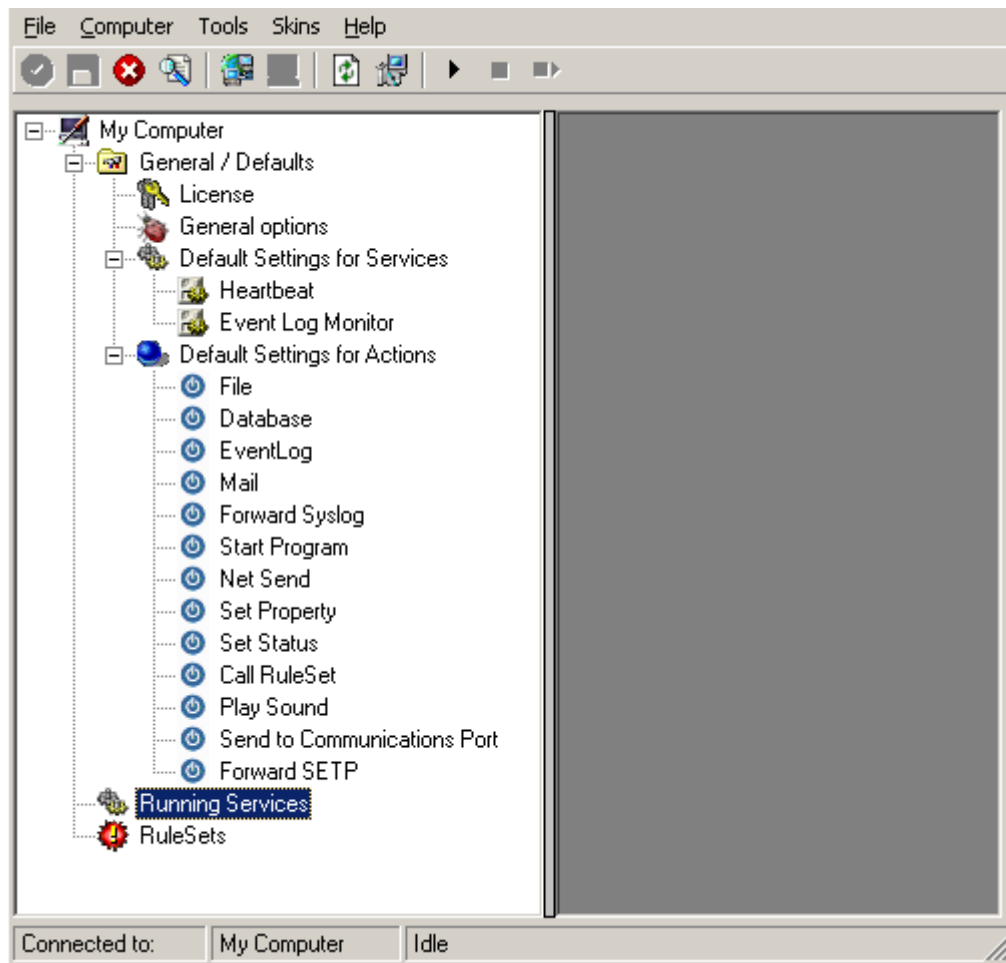 File Computer Tools Skins Help
My Computer
General / Defaults
License
General options
Default Settings for Services
Heartbeat
Event Log Monitor
Default Settings for Actions
File
Database
EventLog
Mail
Forward Syslog
Start Program
Net Send
Set Property
Set Status
Call RuleSet
Play Sound
Send to Communications Port
Forward SETP
Running Services
RuleSets
Connected to: My Computer Idle